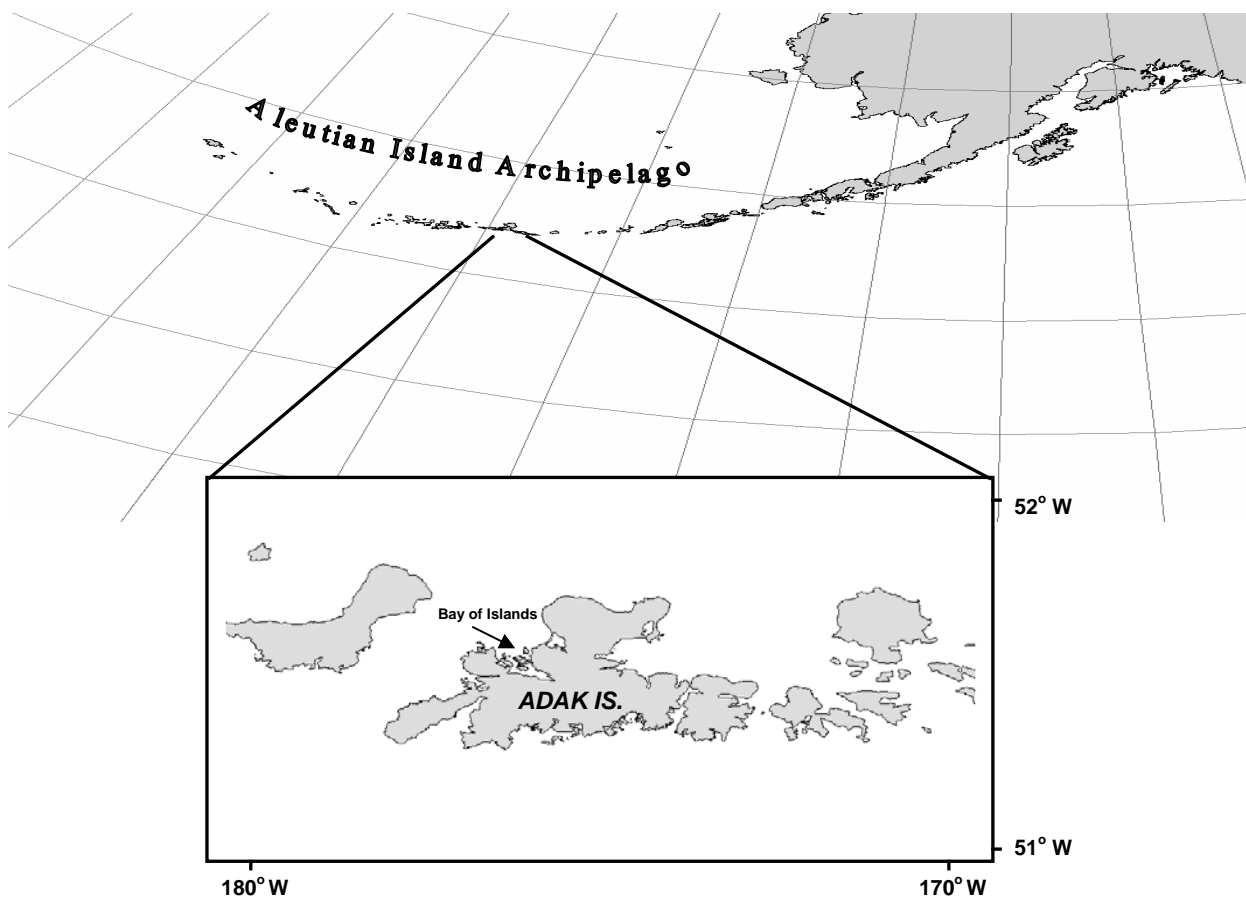 Aleutian Island Archipelago
52° W
Bay of Islands
ADAK IS.
51° W
180° W
170° W